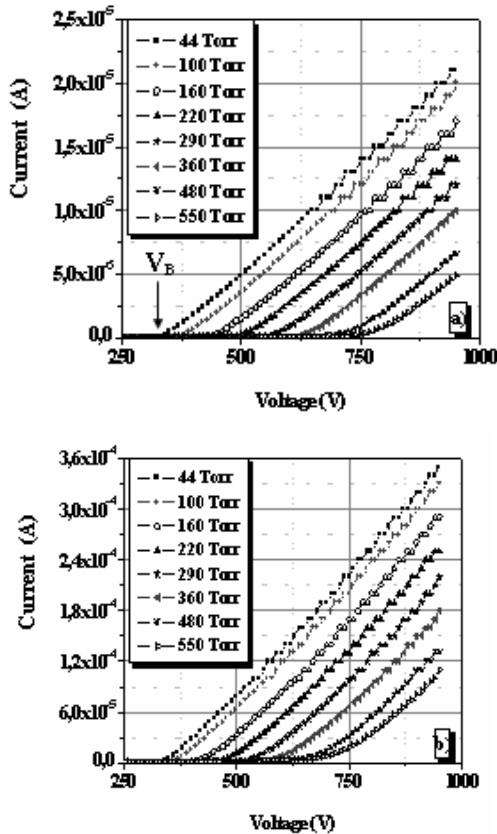 2,5x10⁻⁵
2,0x10⁻⁵
1,5x10⁻⁵
1,0x10⁻⁵
5,0x10⁻⁵
0,0
Current (A)
44 Torr
100 Torr
160 Torr
220 Torr
290 Torr
360 Torr
480 Torr
550 Torr
V_B
a)
250 500 750 1000
Voltage (V)
3,6x10⁻⁴
3,0x10⁻⁴
2,4x10⁻⁴
1,8x10⁻⁴
1,2x10⁻⁴
6,0x10⁻⁵
0,0
Current (A)
44 Torr
100 Torr
160 Torr
220 Torr
290 Torr
360 Torr
480 Torr
550 Torr
b)
250 500 750 1000
Voltage (V)